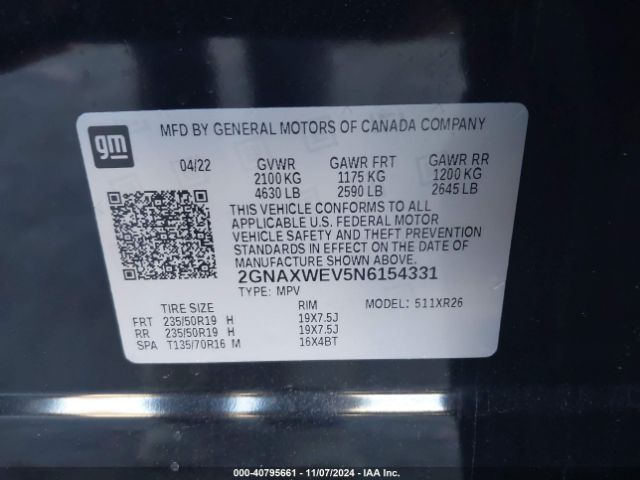 gm
MFD BY GENERAL MOTORS OF CANADA COMPANY
04/22 GVWR GAWR FRT GAWR RR
2100 KG 1175 KG 1200 KG
4630 LB 2590 LB 2645 LB
THIS VEHICLE CONFORMS TO ALL
APPLICABLE U.S. FEDERAL MOTOR
VEHICLE SAFETY AND THEFT PREVENTION
STANDARDS IN EFFECT ON THE DATE OF
MANUFACTURE SHOWN ABOVE.
2GNAXWEV5N6154331
TYPE: MPV MODEL: 511XR26
TIRE SIZE RIM
FRT 235/50R19 H 19X7.5J
RR 235/50R19 H 19X7.5J
SPA T135/70R16 M 16X4BT
000-40795661 - 11/07/2024 - IAA Inc.